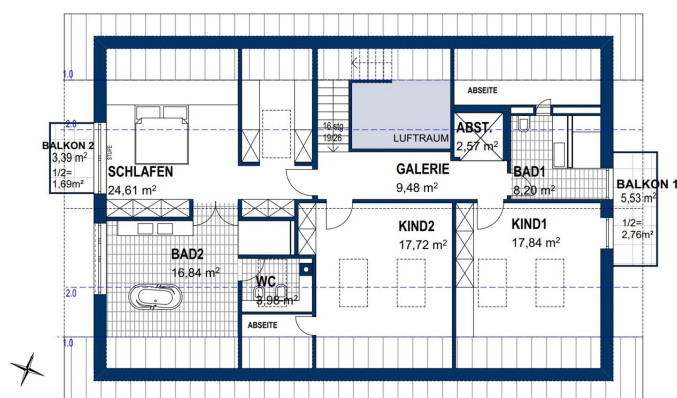 1.0
2.0
BALKON 2
3,39 m²
1/2=
1,69m²
STUFE
SCHLAFEN
24,61 m²
16 stg
19/26
LUFTRAUM
ABSEITE
ABST.
2,57 m²
GALERIE
9,48 m²
BAD1
8,20 m²
BALKON 1
5,53 m²
1/2=
2,76m²
KIND2
17,72 m²
KIND1
17,84 m²
BAD2
16,84 m²
WC
3,98 m²
ABSEITE
2.0
1.0